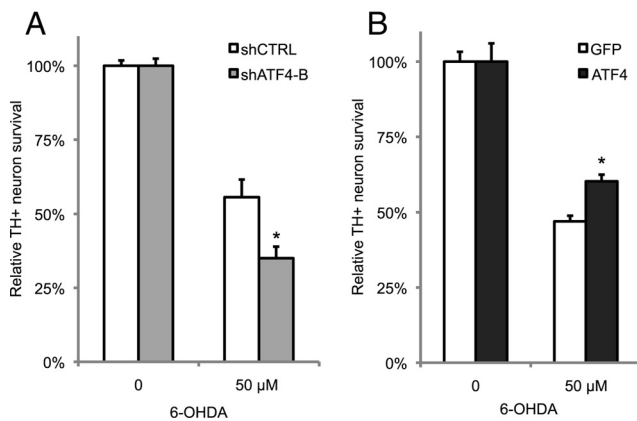 A
shCTRL
shATF4-B
Relative TH+ neuron survival
100%
75%
50%
25%
0%
*
0
50 µM
6-OHDA
B
GFP
ATF4
Relative TH+ neuron survival
100%
75%
50%
25%
0%
*
0
50 µM
6-OHDA